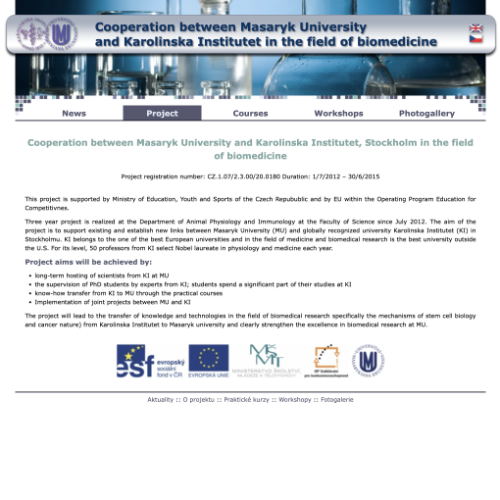 Cooperation between Masaryk University
and Karolinska Institutet in the field of biomedicine
News Project Courses Workshops Photogallery
Cooperation between Masaryk University and Karolinska Institutet, Stockholm in the field
of biomedicine
Project registration number: CZ.1.07/2.3.00/20.0180 Duration: 1/7/2012 – 30/6/2015
This project is supported by Ministry of Education, Youth and Sports of the Czech Repubublic and by EU within the Operating Program Education for
Competitivnes.
Three year project is realized at the Department of Animal Physiology and Immunology at the Faculty of Science since July 2012. The aim of the
project is to support existing and establish new links between Masaryk University (MU) and globally recognized university Karolinska Institutet (KI) in
Stockholmu. KI belongs to the one of the best European universities and in the field of medicine and biomedical research is the best university outside
the U.S. For its level, 50 professors from KI select Nobel laureate in physiology and medicine each year.
Project aims will be achieved by:
long-term hosting of scientists from KI at MU
the supervision of PhD students by experts from KI; students spend a significant part of their studies at KI
know-how transfer from KI to MU through the practical courses
Implementation of joint projects between MU and KI
The project will lead to the transfer of knowledge and technologies in the field of biomedical research specifically the mechanisms of stem cell biology
and cancer nature) from Karolinska Institutet to Masaryk university and clearly strengthen the excellence in biomedical research at MU.
esf evropský
sociální
fond v ČR
EVROPSKÁ UNIE
Aktuality :: O projektu :: Praktické kurzy :: Workshopy :: Fotogalerie